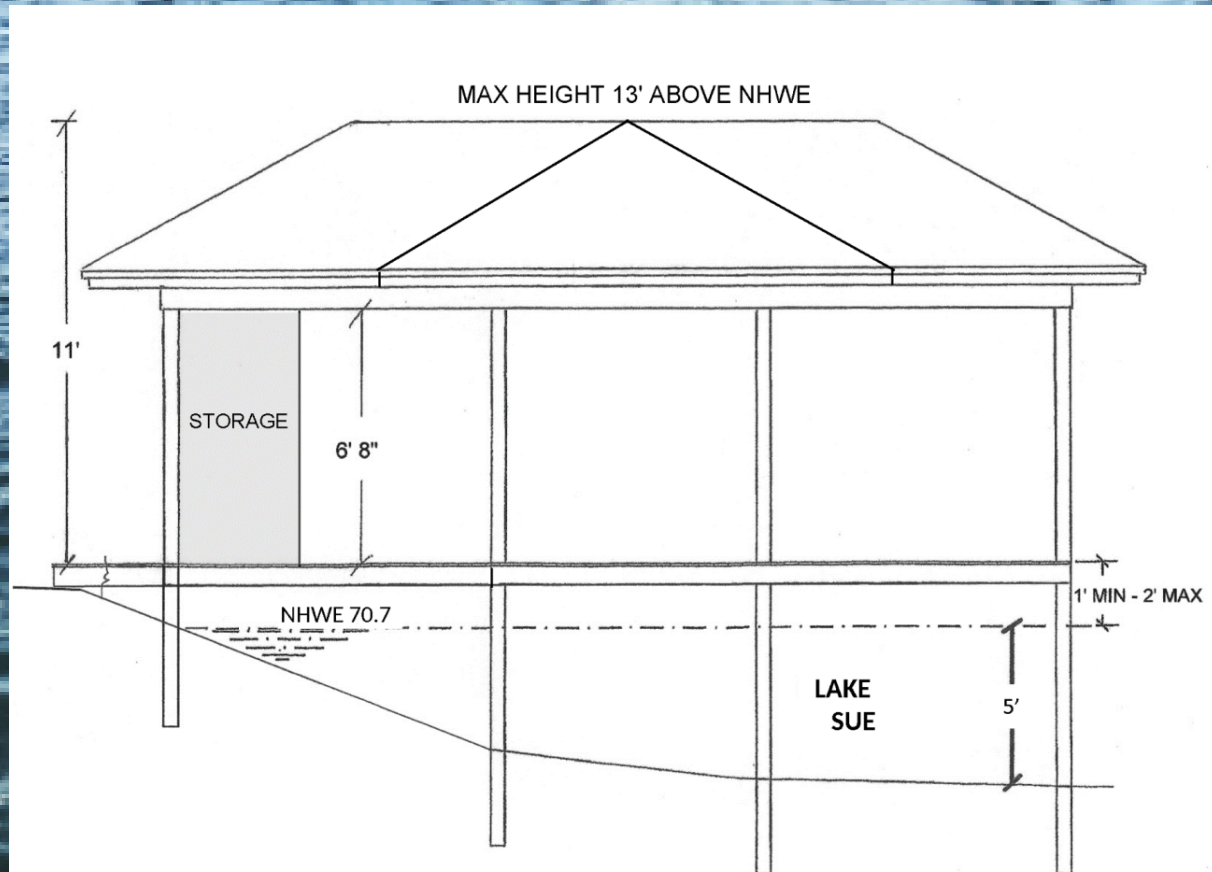 MAX HEIGHT 13' ABOVE NHWE
11'
STORAGE
6' 8"
1' MIN - 2' MAX
NHWE 70.7
LAKE
SUE
5’